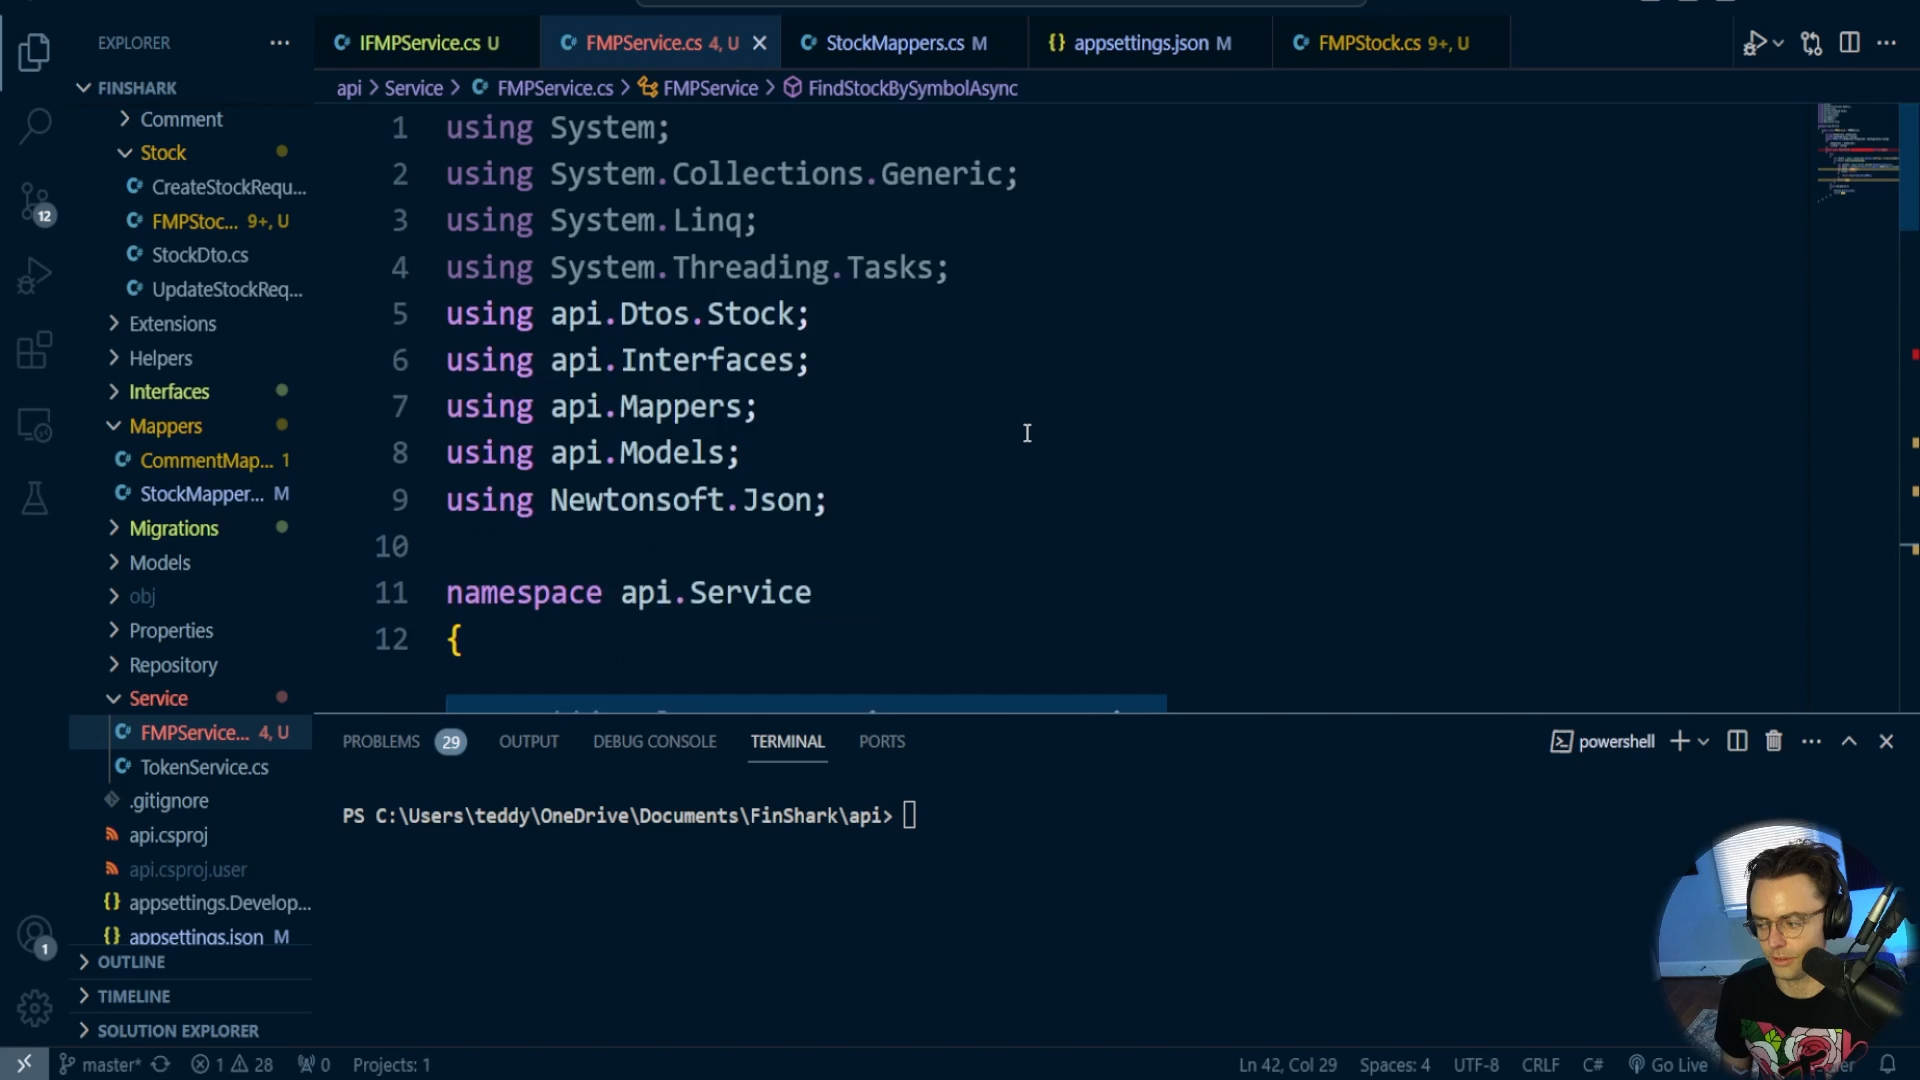 EXPLORER
FINSHARK
Comment
Stock
CreateStockRequ...
FMPStoc... 9+, U
StockDto.cs
UpdateStockReq...
Extensions
Helpers
Interfaces
Mappers
CommentMap... 1
StockMapper... M
Migrations
Models
obj
Properties
Repository
Service
FMPService... 4, U
TokenService.cs
.gitignore
api.csproj
api.csproj.user
appsettings.Develop...
appsettings.json M
OUTLINE
TIMELINE
SOLUTION EXPLORER
12
1
IFMPService.cs U
FMPService.cs 4, U
StockMappers.cs M
appsettings.json M
FMPStock.cs 9+, U
api > Service > FMPService.cs > FMPService > FindStockBySymbolAsync
1 using System;
2 using System.Collections.Generic;
3 using System.Linq;
4 using System.Threading.Tasks;
5 using api.Dtos.Stock;
6 using api.Interfaces;
7 using api.Mappers;
8 using api.Models;
9 using Newtonsoft.Json;
10
11 namespace api.Service
12 {
PROBLEMS 29 OUTPUT DEBUG CONSOLE TERMINAL PORTS
powershell
PS C:\Users\teddy\OneDrive\Documents\FinShark\api>
master* 1 28 0 Projects: 1
Ln 42, Col 29 Spaces: 4 UTF-8 CRLF C# Go Live